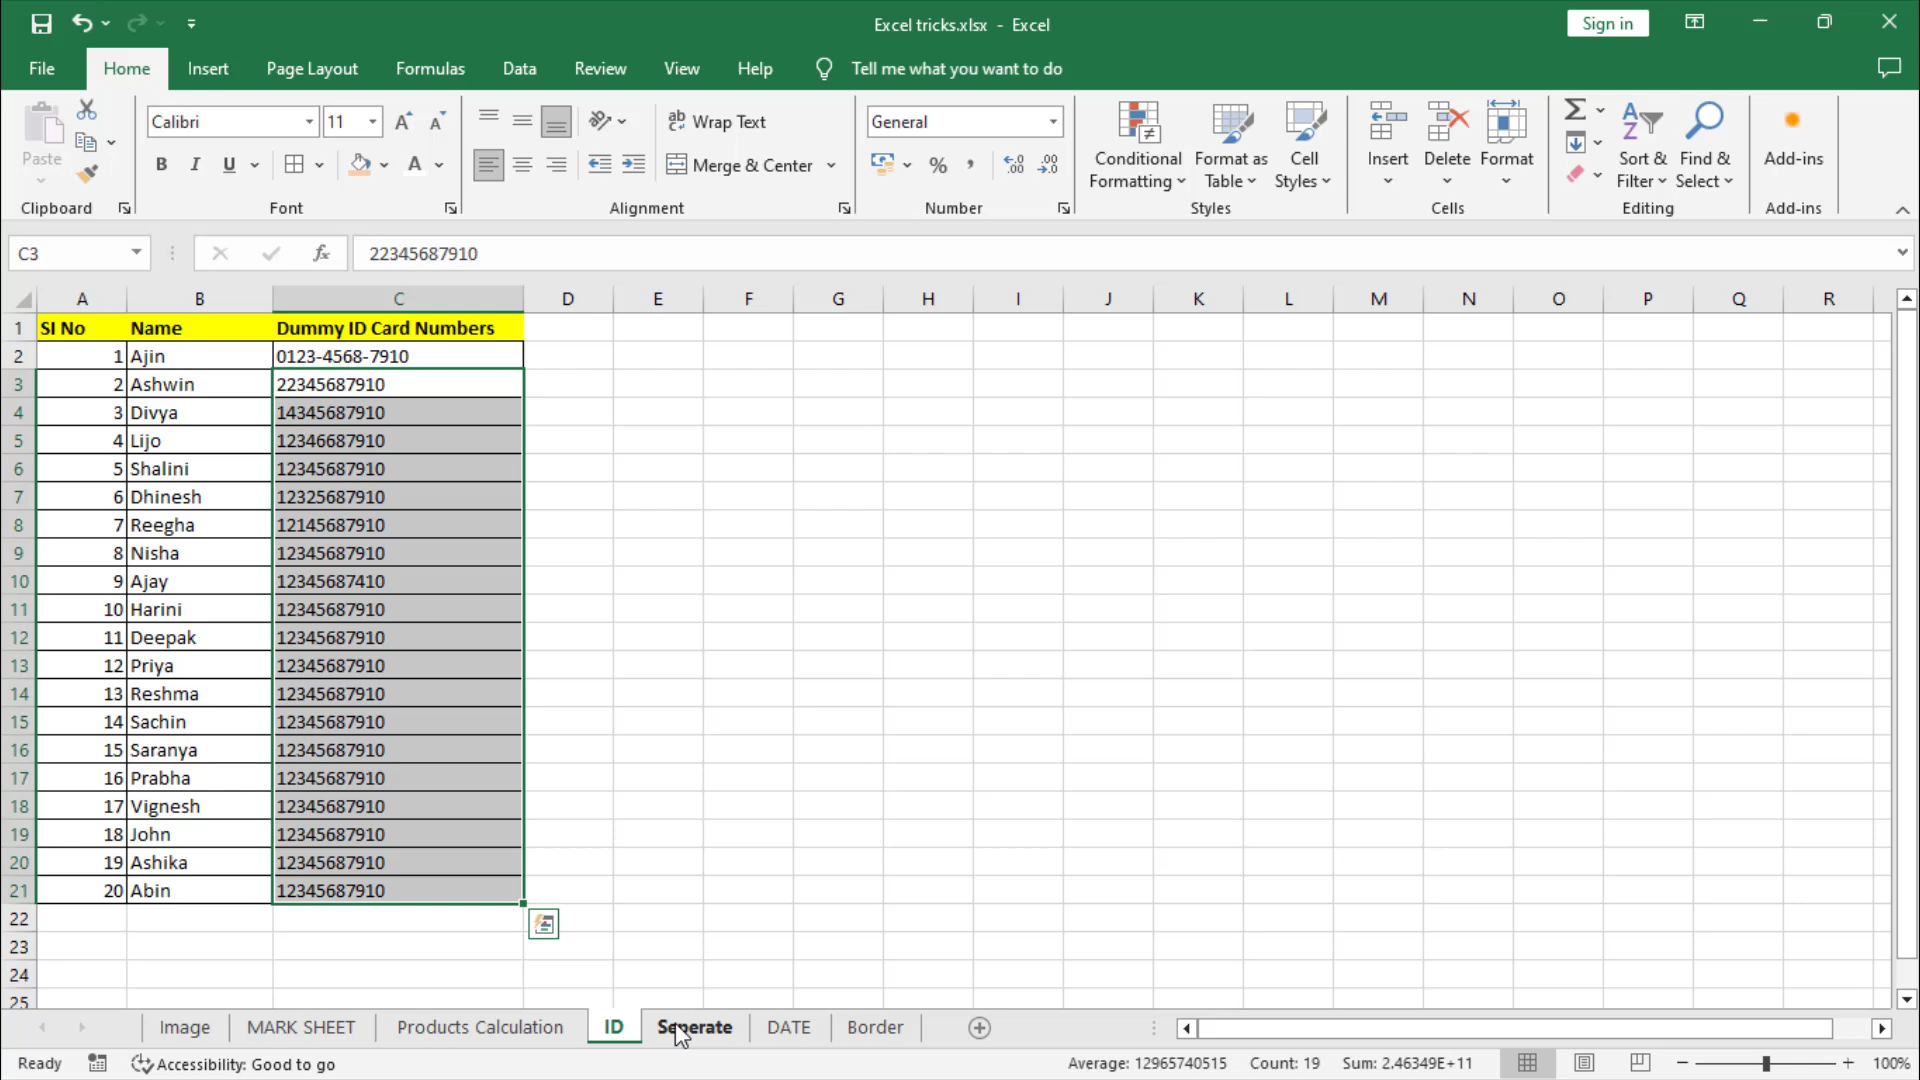 Excel tricks.xlsx - Excel
Sign in
File Home Insert Page Layout Formulas Data Review View Help Tell me what you want to do
Paste
Clipboard
Calibri 11
B I U A
Font
ab Wrap Text
Merge & Center
Alignment
General
% ,
Number
Conditional Formatting
Format as Table
Cell Styles
Styles
Insert Delete Format
Cells
Sort & Filter
Find & Select
Editing
Add-ins
Add-ins
C3 fx 22345687910
A B C D E F G H I J K L M N O P Q R
1 SI No Name Dummy ID Card Numbers
2 1 Ajin 0123-4568-7910
3 2 Ashwin 22345687910
4 3 Divya 14345687910
5 4 Lijo 12346687910
6 5 Shalini 12345687910
7 6 Dhinesh 12325687910
8 7 Reegha 12145687910
9 8 Nisha 12345687910
10 9 Ajay 12345687410
11 10 Harini 12345687910
12 11 Deepak 12345687910
13 12 Priya 12345687910
14 13 Reshma 12345687910
15 14 Sachin 12345687910
16 15 Saranya 12345687910
17 16 Prabha 12345687910
18 17 Vignesh 12345687910
19 18 John 12345687910
20 19 Ashika 12345687910
21 20 Abin 12345687910
22
23
24
25
Image MARK SHEET Products Calculation ID Seperate DATE Border
Ready Accessibility: Good to go Average: 12965740515 Count: 19 Sum: 2.46349E+11 100%